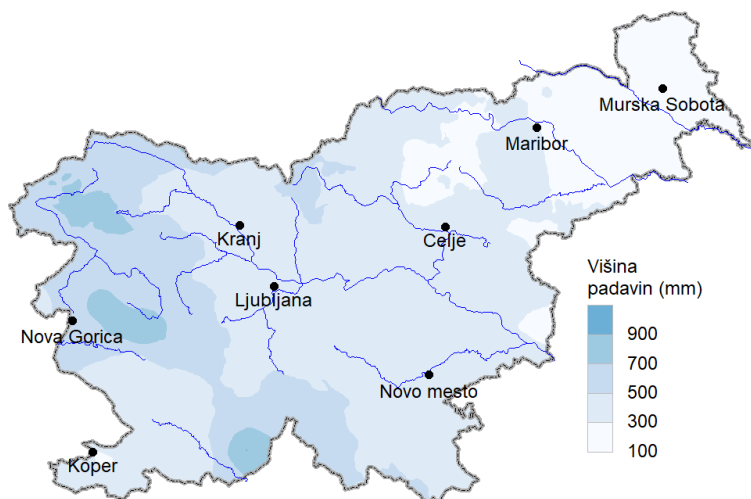 Murska Sobota
Maribor
Kranj
Celje
Ljubljana
Nova Gorica
Novo mesto
Koper
Višina
padavin (mm)
900
700
500
300
100